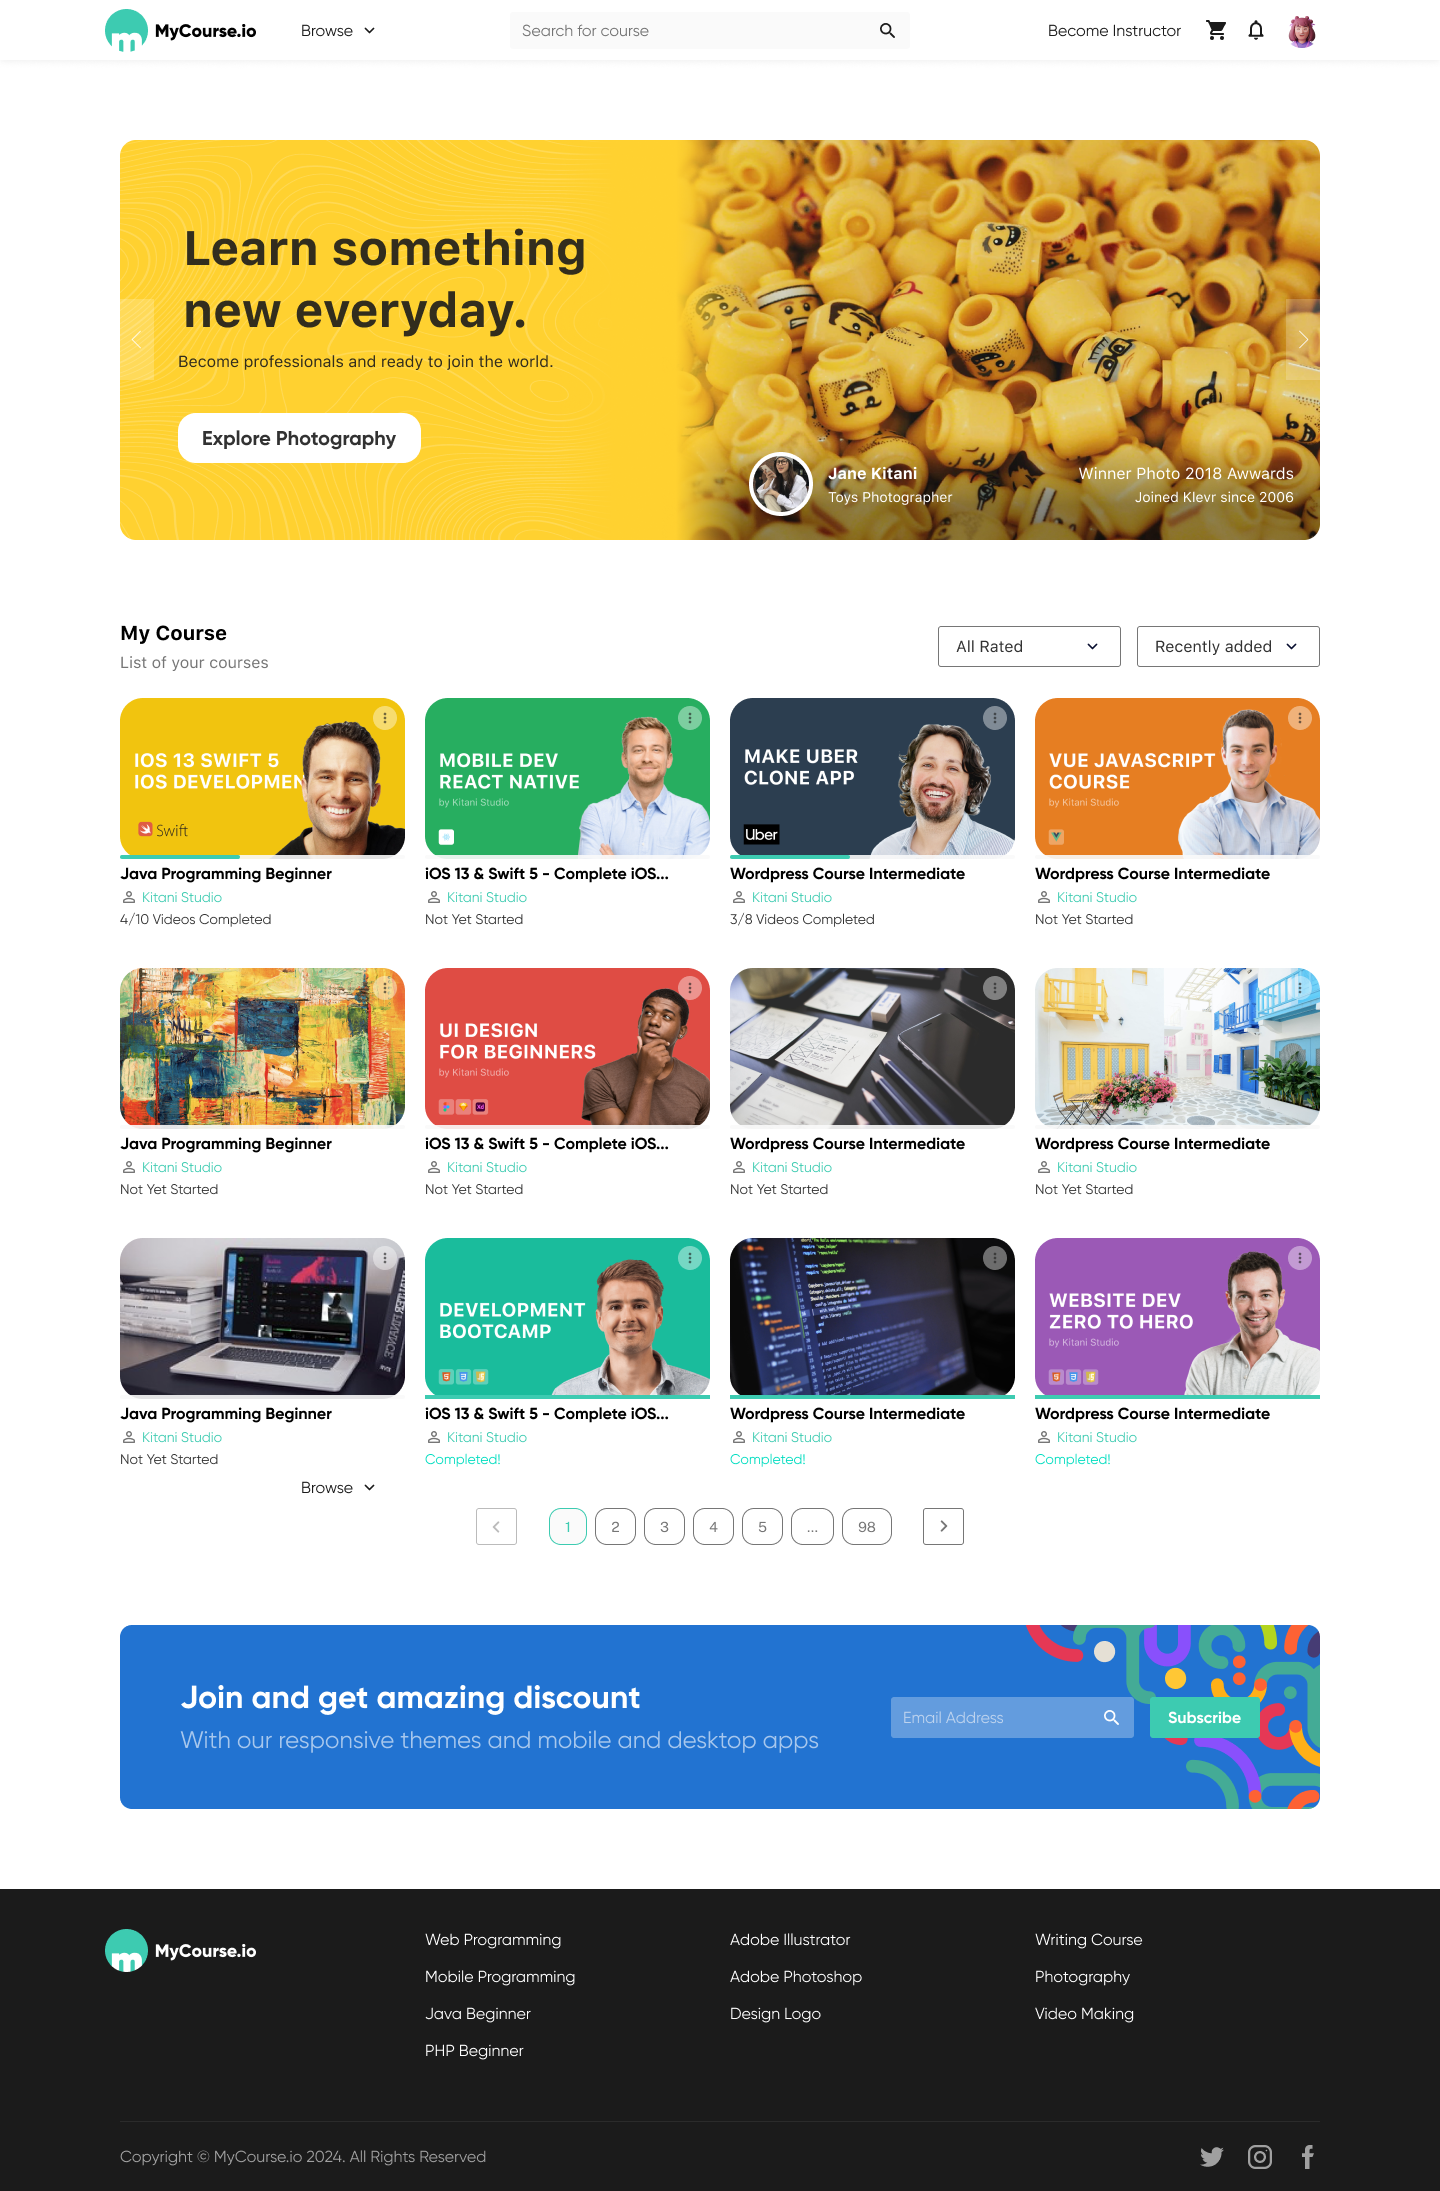 MyCourse.io
Browse
Search for course
Become Instructor
Learn something
new everyday.
Become professionals and ready to join the world.
Explore Photography
Jane Kitani
Toys Photographer
Winner Photo 2018 Awwards
Joined Klevr since 2006
My Course
List of your courses
All Rated
Recently added
IOS 13 SWIFT 5
IOS DEVELOPMEN
Swift
MOBILE DEV
REACT NATIVE
by Kitani Studio
MAKE UBER
CLONE APP
Uber
VUE JAVASCRIPT
COURSE
by Kitani Studio
Java Programming Beginner
Kitani Studio
4/10 Videos Completed
iOS 13 & Swift 5 - Complete iOS...
Kitani Studio
Not Yet Started
Wordpress Course Intermediate
Kitani Studio
3/8 Videos Completed
Wordpress Course Intermediate
Kitani Studio
Not Yet Started
UI DESIGN
FOR BEGINNERS
by Kitani Studio
Xd
Java Programming Beginner
Kitani Studio
Not Yet Started
iOS 13 & Swift 5 - Complete iOS...
Kitani Studio
Not Yet Started
Wordpress Course Intermediate
Kitani Studio
Not Yet Started
Wordpress Course Intermediate
Kitani Studio
Not Yet Started
DEVELOPMENT
BOOTCAMP
WEBSITE DEV
ZERO TO HERO
by Kitani Studio
Java Programming Beginner
Kitani Studio
Not Yet Started
iOS 13 & Swift 5 - Complete iOS...
Kitani Studio
Completed!
Wordpress Course Intermediate
Kitani Studio
Completed!
Wordpress Course Intermediate
Kitani Studio
Completed!
Browse
1
2
3
4
5
...
98
Join and get amazing discount
With our responsive themes and mobile and desktop apps
Email Address
Subscribe
MyCourse.io
Web Programming
Mobile Programming
Java Beginner
PHP Beginner
Adobe Illustrator
Adobe Photoshop
Design Logo
Writing Course
Photography
Video Making
Copyright © MyCourse.io 2024. All Rights Reserved